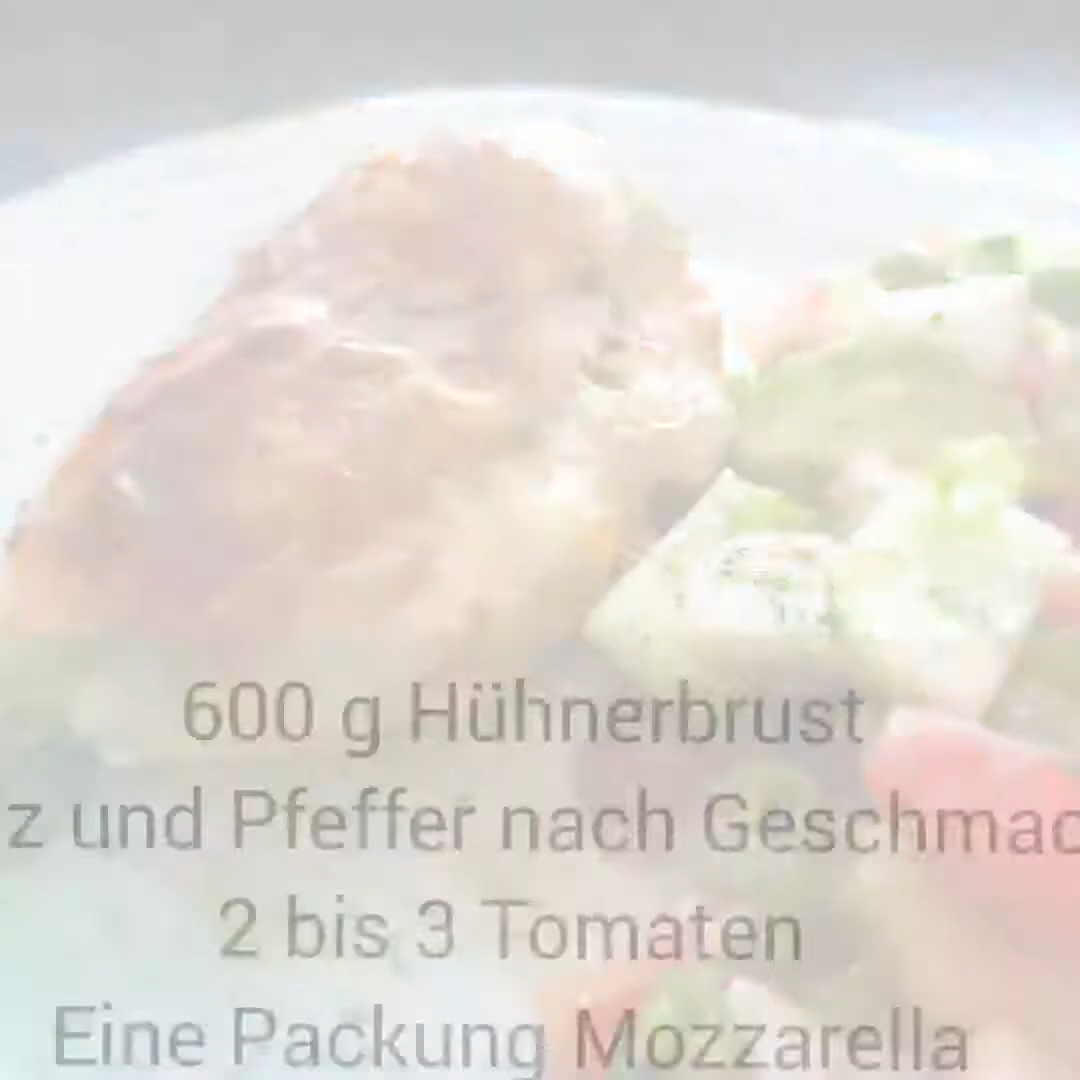 600 g Hühnerbrust
z und Pfeffer nach Geschmac
2 bis 3 Tomaten
Eine Packung Mozzarella